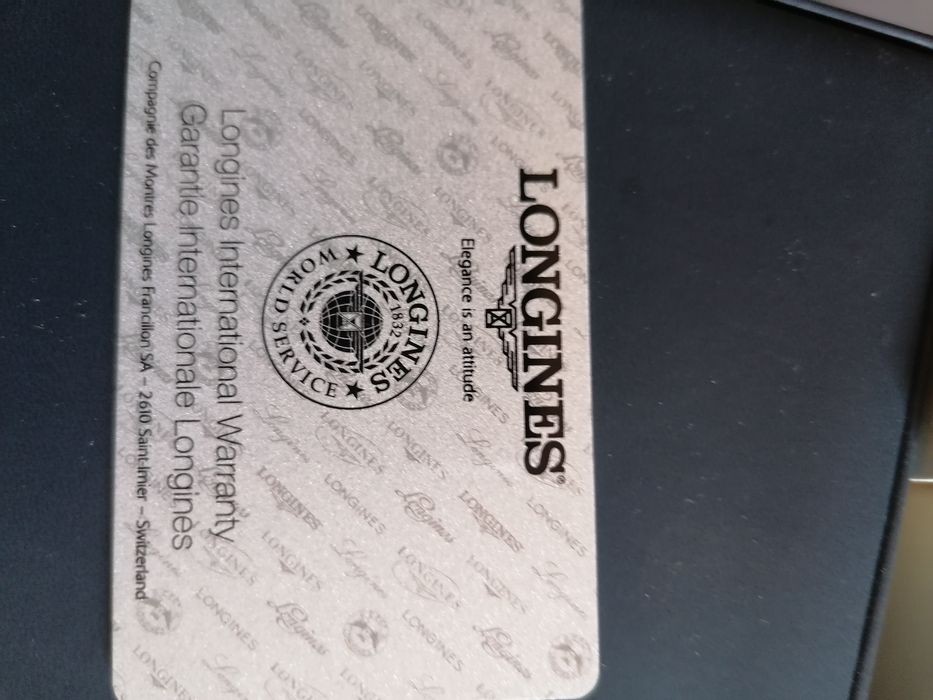 LONGINES®
Elegance is an attitude
LONGINES
1832
WORLD SERVICE
Longines International Warranty
Garantie Internationale Longines
Compagnie des Montres Longines Francillon SA – 2610 Saint-Imier – Switzerland